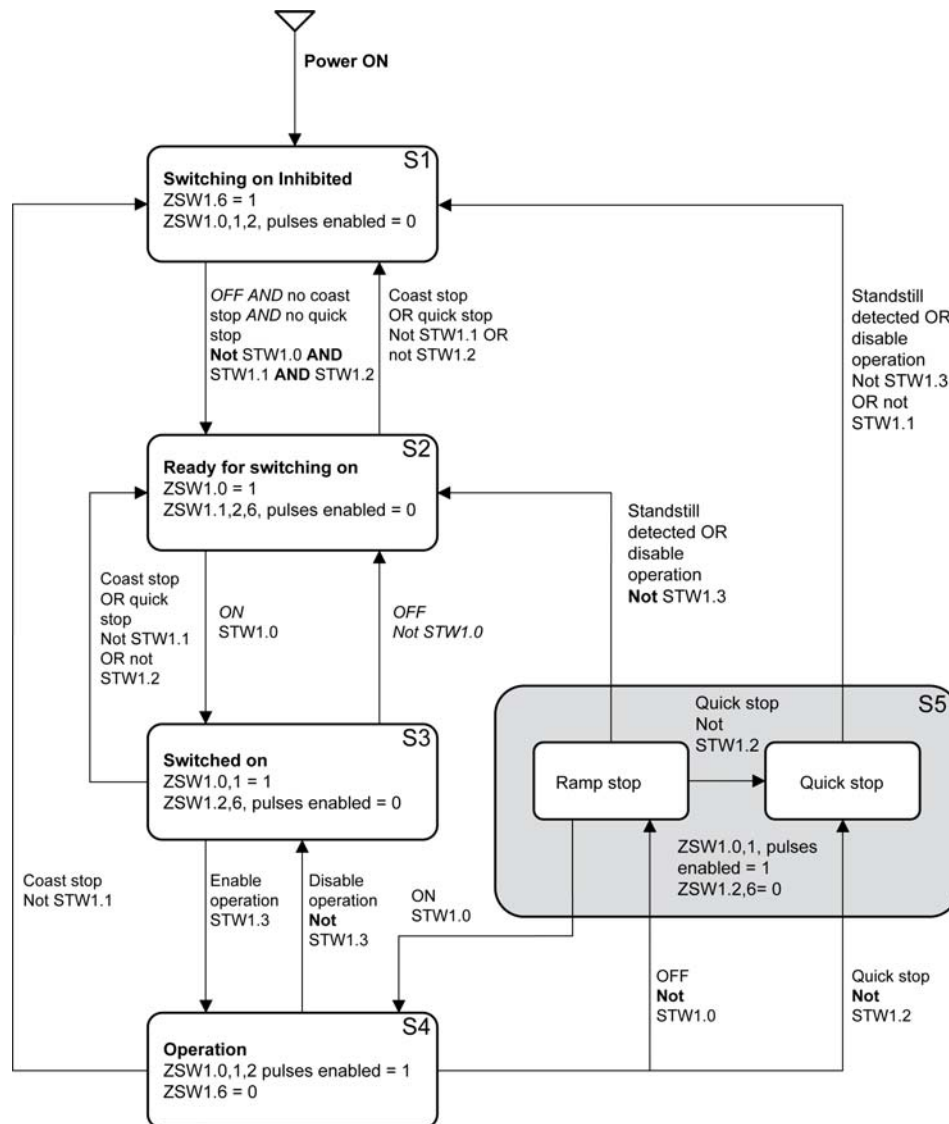 Power ON
S1
Switching on Inhibited
ZSW1.6 = 1
ZSW1.0,1,2, pulses enabled = 0
OFF AND no coast
stop AND no quick
stop
Not STW1.0 AND
STW1.1 AND STW1.2
Coast stop
OR quick stop
Not STW1.1 OR
not STW1.2
Standstill
detected OR
disable
operation
Not STW1.3
OR not
STW1.1
S2
Ready for switching on
ZSW1.0 = 1
ZSW1.1,2,6, pulses enabled = 0
Coast stop
OR quick
stop
Not STW1.1
OR not
STW1.2
ON
STW1.0
OFF
Not STW1.0
Standstill
detected OR
disable
operation
Not STW1.3
S3
Switched on
ZSW1.0,1 = 1
ZSW1.2,6, pulses enabled = 0
S5
Quick stop
Not
STW1.2
Ramp stop
Quick stop
ZSW1.0,1, pulses
enabled = 1
ZSW1.2,6= 0
Coast stop
Not STW1.1
Enable
operation
STW1.3
Disable
operation
Not
STW1.3
ON
STW1.0
OFF
Not
STW1.0
Quick stop
Not
STW1.2
S4
Operation
ZSW1.0,1,2 pulses enabled = 1
ZSW1.6 = 0